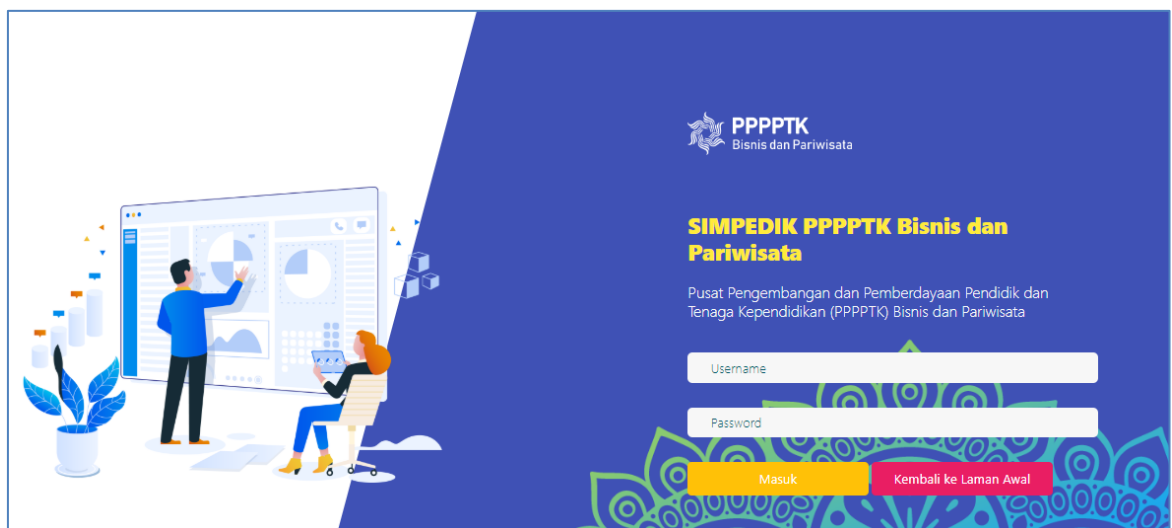 PPPPTK
Bisnis dan Pariwisata
SIMPEDIK PPPPTK Bisnis dan
Pariwisata
Pusat Pengembangan dan Pemberdayaan Pendidik dan
Tenaga Kependidikan (PPPPTK) Bisnis dan Pariwisata
Username
Password
Masuk
Kembali ke Laman Awal